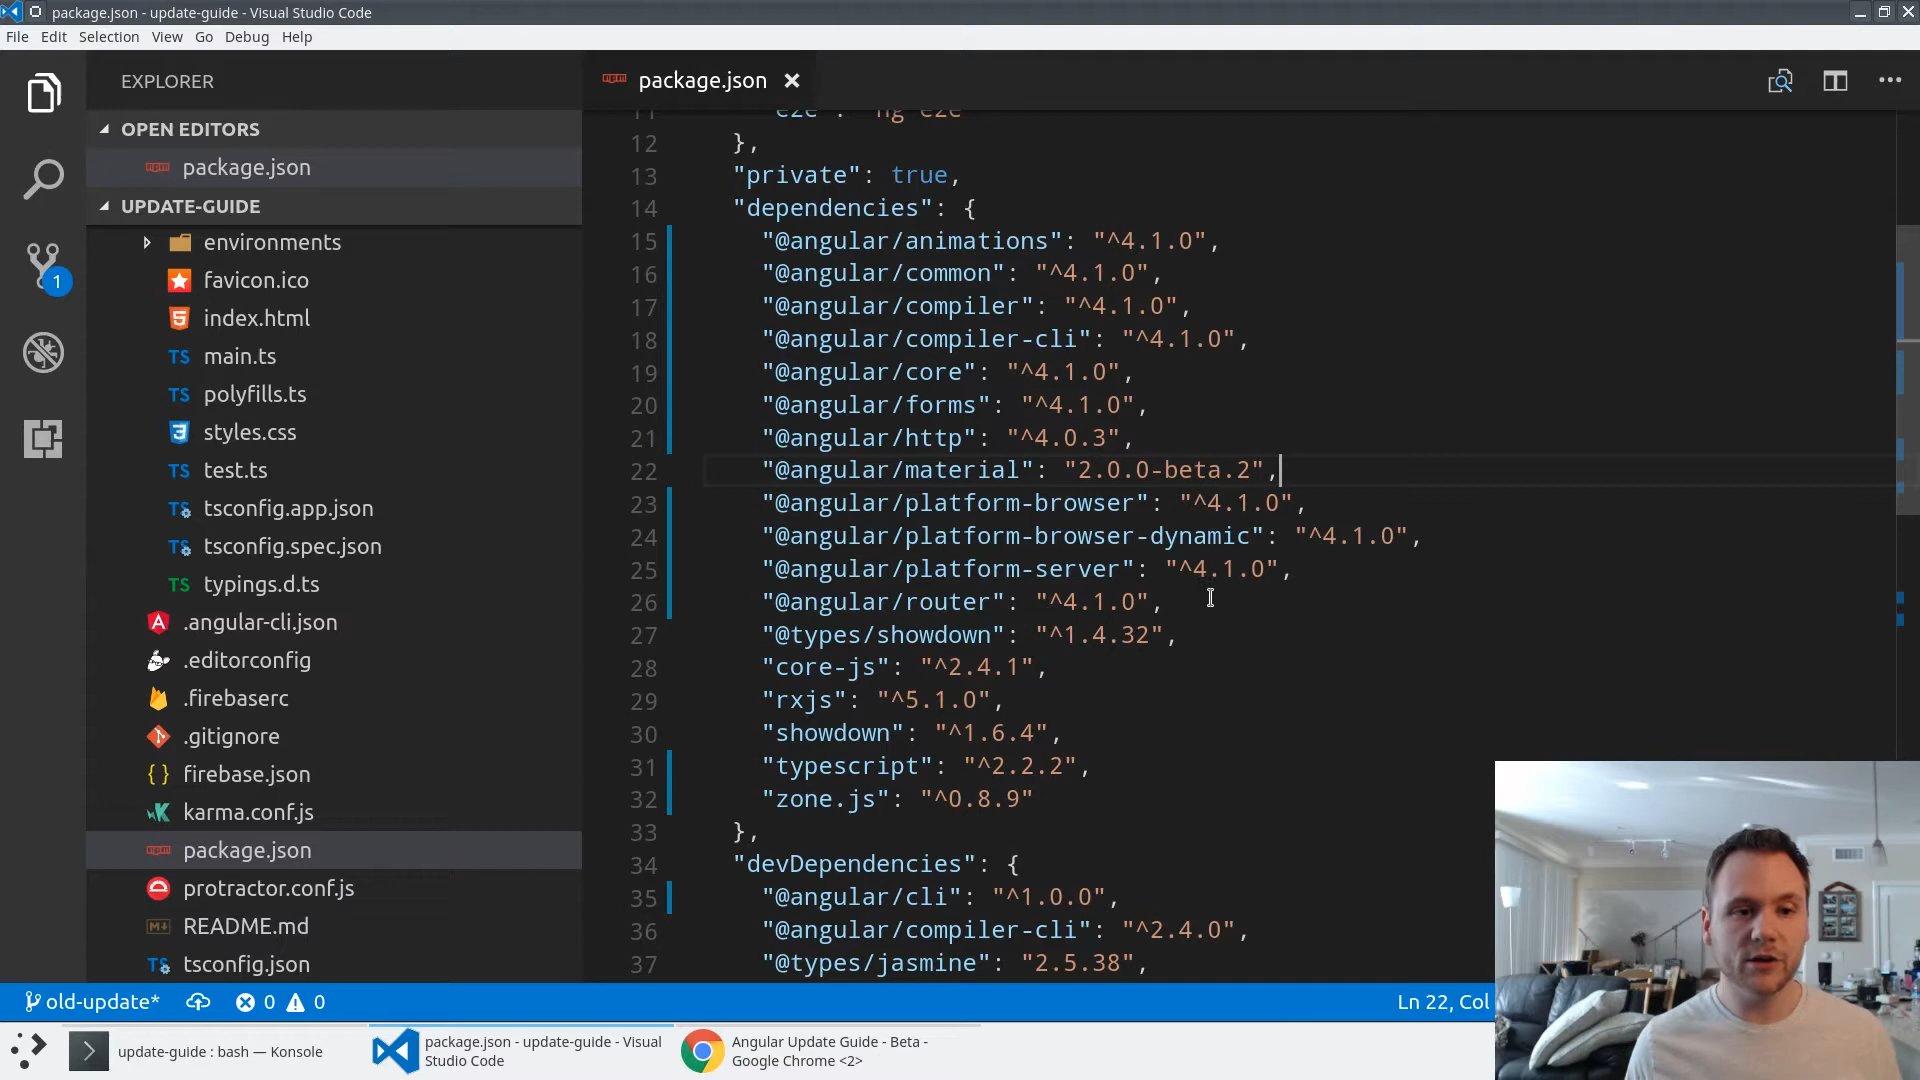 package.json - update-guide - Visual Studio Code
File Edit Selection View Go Debug Help
EXPLORER
OPEN EDITORS
package.json
UPDATE-GUIDE
environments
favicon.ico
index.html
main.ts
polyfills.ts
styles.css
test.ts
tsconfig.app.json
tsconfig.spec.json
typings.d.ts
.angular-cli.json
.editorconfig
.firebaserc
.gitignore
firebase.json
karma.conf.js
package.json
protractor.conf.js
README.md
tsconfig.json
1
package.json
11 "e2e": "ng e2e"
12 },
13 "private": true,
14 "dependencies": {
15 "@angular/animations": "^4.1.0",
16 "@angular/common": "^4.1.0",
17 "@angular/compiler": "^4.1.0",
18 "@angular/compiler-cli": "^4.1.0",
19 "@angular/core": "^4.1.0",
20 "@angular/forms": "^4.1.0",
21 "@angular/http": "^4.0.3",
22 "@angular/material": "2.0.0-beta.2",
23 "@angular/platform-browser": "^4.1.0",
24 "@angular/platform-browser-dynamic": "^4.1.0",
25 "@angular/platform-server": "^4.1.0",
26 "@angular/router": "^4.1.0",
27 "@types/showdown": "^1.4.32",
28 "core-js": "^2.4.1",
29 "rxjs": "^5.1.0",
30 "showdown": "^1.6.4",
31 "typescript": "^2.2.2",
32 "zone.js": "^0.8.9"
33 },
34 "devDependencies": {
35 "@angular/cli": "^1.0.0",
36 "@angular/compiler-cli": "^2.4.0",
37 "@types/jasmine": "2.5.38",
old-update* 0 0 Ln 22, Col
update-guide : bash — Konsole
package.json - update-guide - Visual
Studio Code
Angular Update Guide - Beta -
Google Chrome <2>